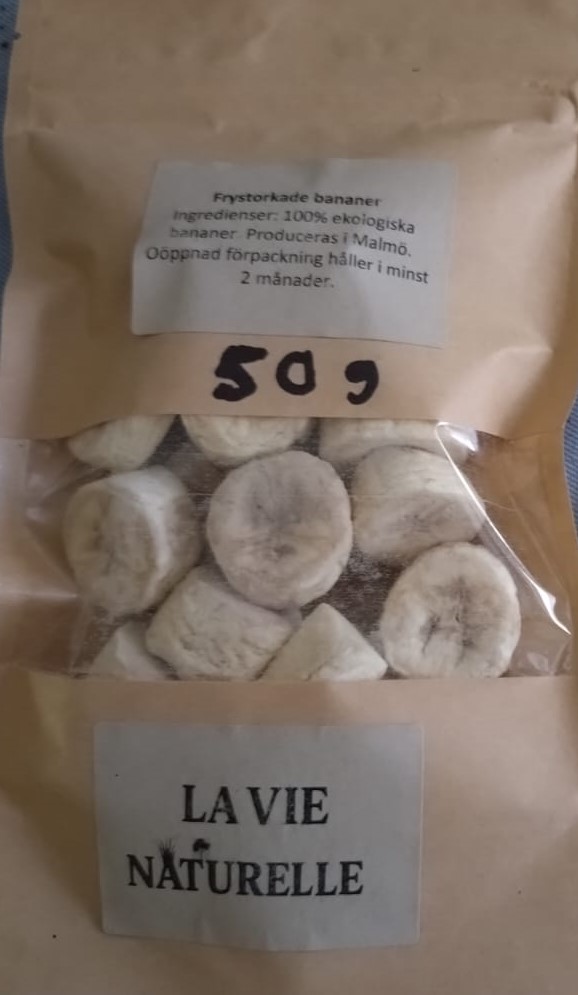 Frystorkade bananer
Ingredienser: 100% ekologiska
bananer. Produceras i Malmö.
Oöppnad förpackning håller i minst
2 månader.
50g
LA VIE
NATURELLE